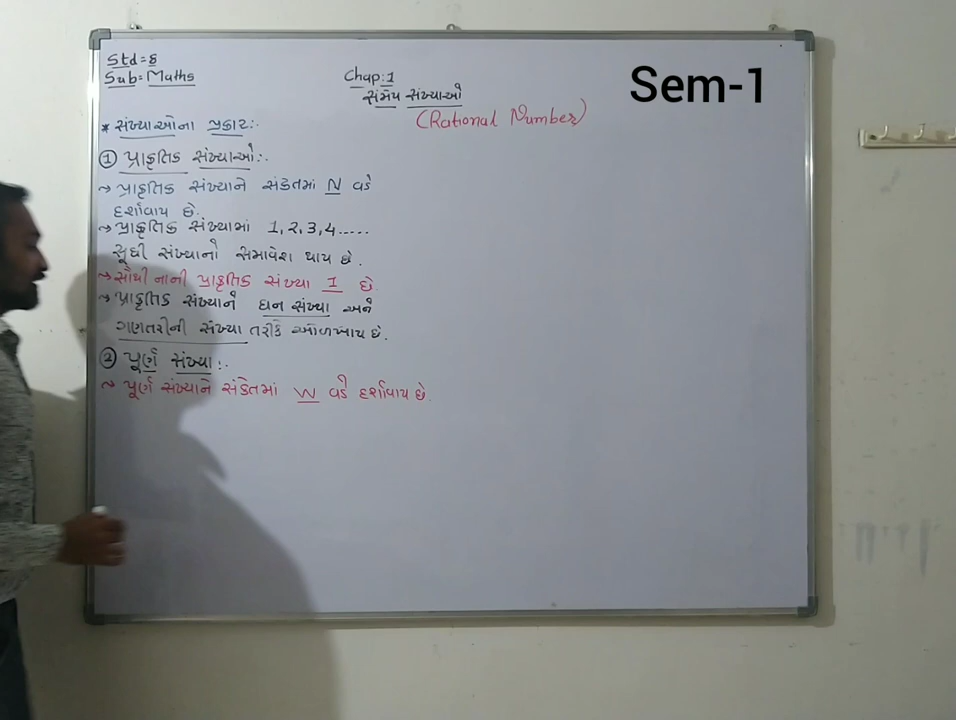 Std = 8
Sub = Maths
Chap:1
સંમેય સંખ્યાઓ
(Rational Number)
Sem-1
* સંખ્યાઓના પ્રકાર:-
① પ્રાકૃતિક સંખ્યાઓ:-
→ પ્રાકૃતિક સંખ્યાને સંકેતમાં N વડે
દર્શાવાય છે.
→ પ્રાકૃતિક સંખ્યામાં 1, 2, 3, 4.....
સુધી સંખ્યાનો સમાવેશ થાય છે.
→ સૌથી નાની પ્રાકૃતિક સંખ્યા 1 છે
→ પ્રાકૃતિક સંખ્યાને ધન સંખ્યા અને
ગણતરીની સંખ્યા તરીકે ઓળખાય છે.
② પૂર્ણ સંખ્યા:-
→ પૂર્ણ સંખ્યાને સંકેતમાં W વડે દર્શાવાય છે.